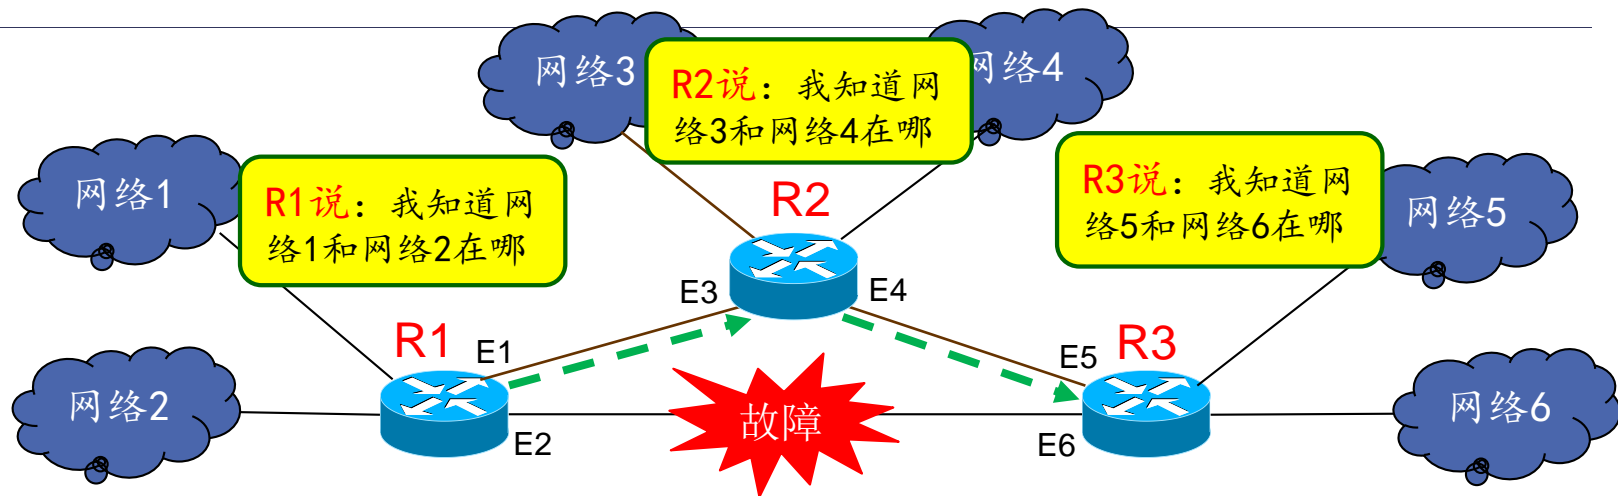 网络3
R2说：我知道网
络3和网络4在哪
网络4
网络1
R1说：我知道网
络1和网络2在哪
R2
R3说：我知道网
络5和网络6在哪
网络5
E3
E4
R1
E1
E5
R3
网络2
故障
网络6
E2
E6